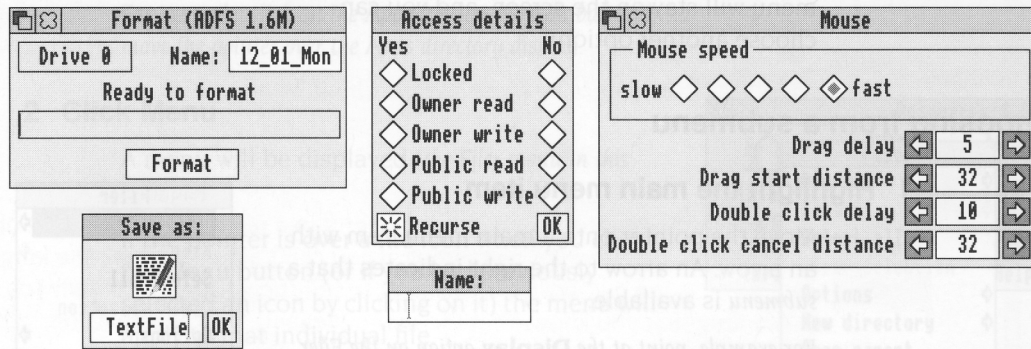 Format (ADFS 1.6M)
Drive 0
Name:
12_01_Mon
Ready to format
Format
Save as:
TextFile
OK
Access details
Yes
No
Locked
Owner read
Owner write
Public read
Public write
Recurse
OK
Name:
Mouse
Mouse speed
slow
fast
Drag delay
5
Drag start distance
32
Double click delay
10
Double click cancel distance
32